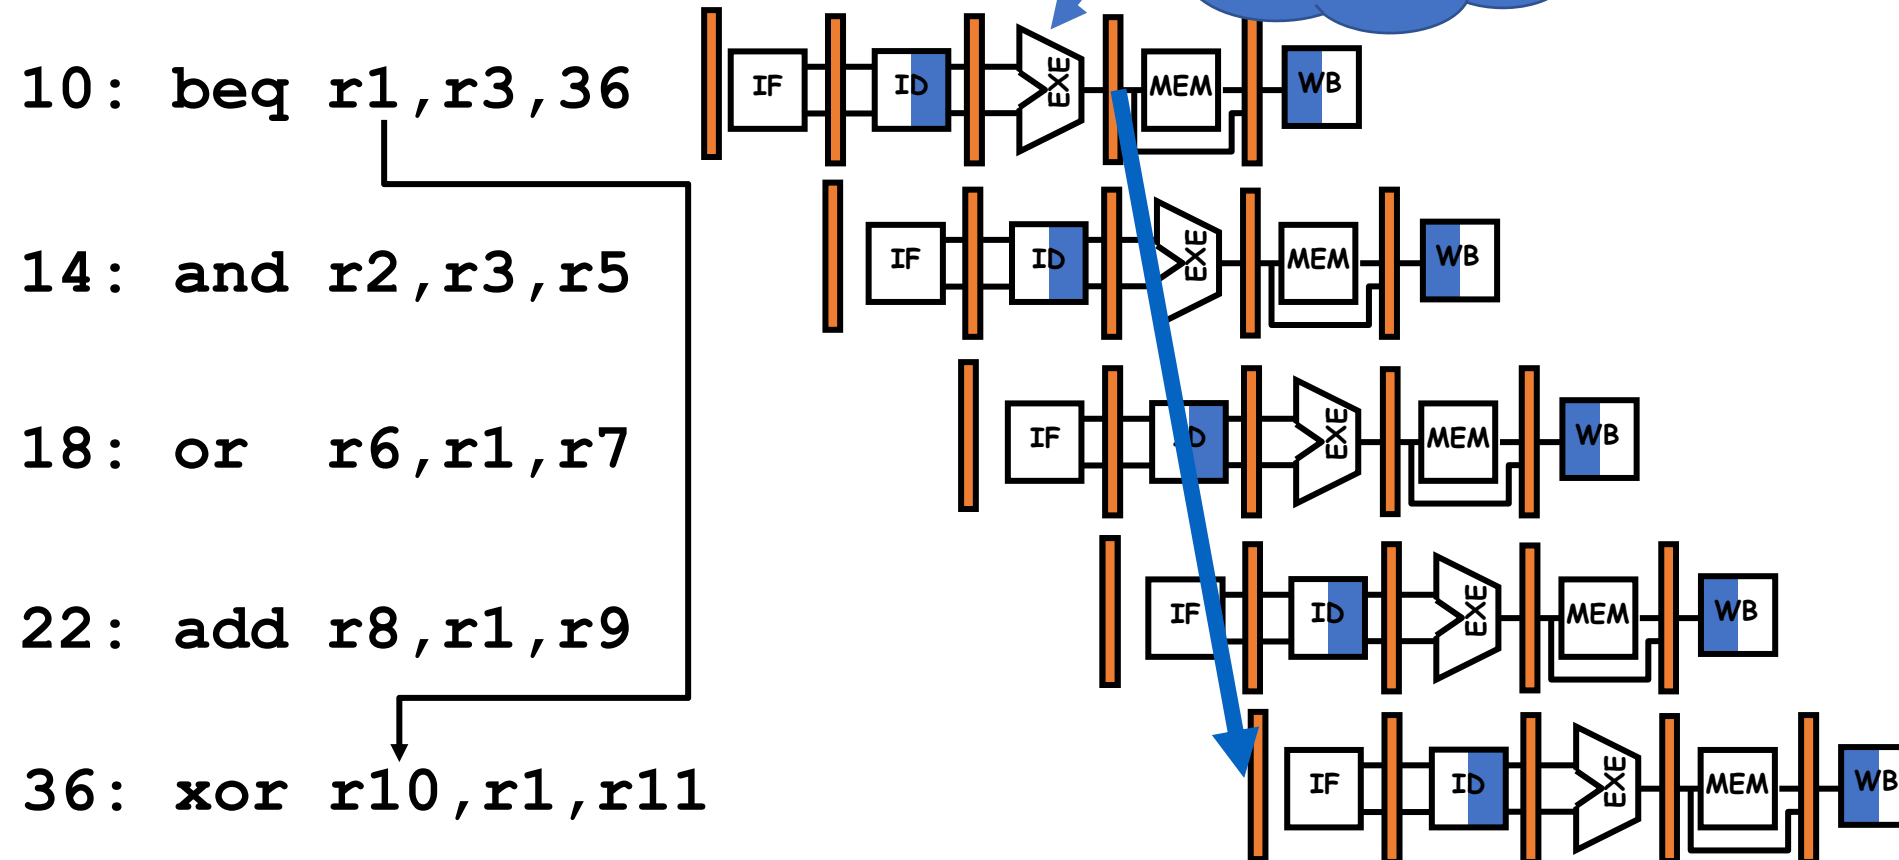 10: beq r1,r3,36 IF ID EXE MEM WB
14: and r2,r3,r5 IF ID EXE MEM WB
18: or r6,r1,r7 IF ID EXE MEM WB
22: add r8,r1,r9 IF ID EXE MEM WB
36: xor r10,r1,r11 IF ID EXE MEM WB